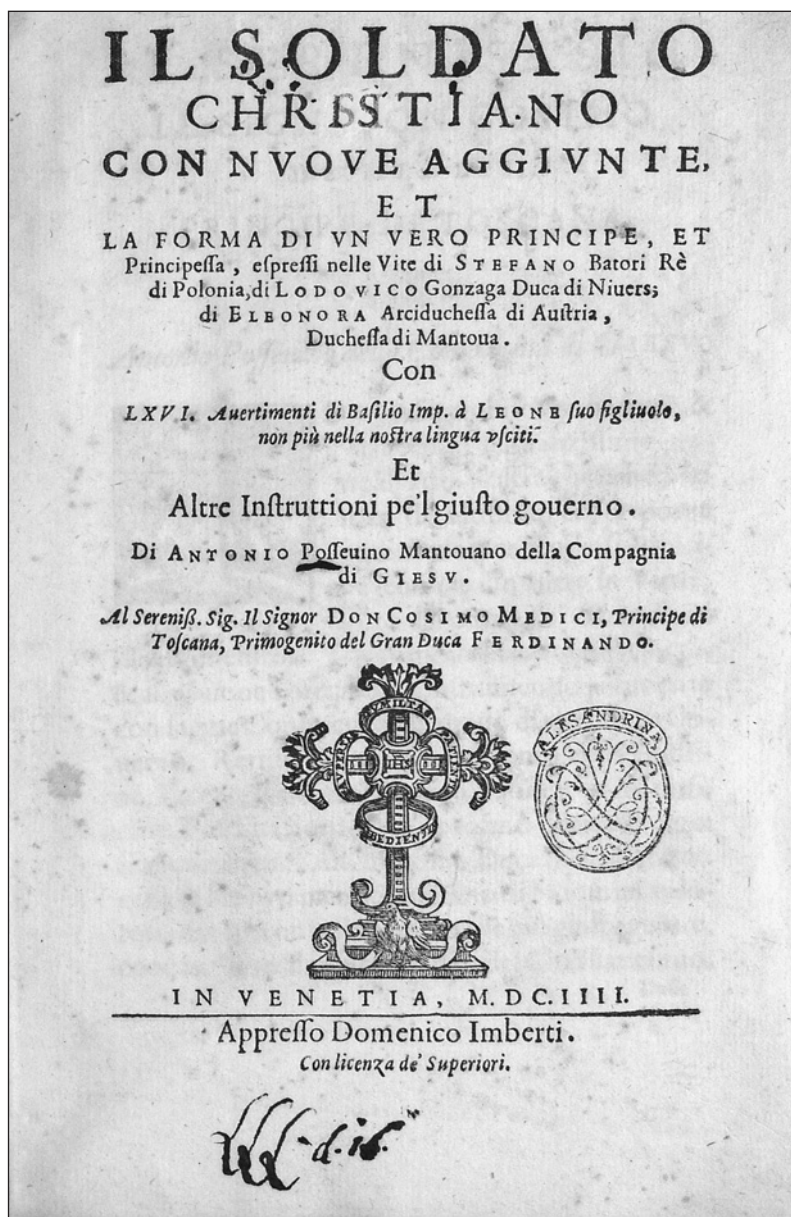 IL SOLDATO
CHRISTIANO
CON NVOVE AGGIVNTE,
ET
LA FORMA DI VN VERO PRINCIPE, ET
Principeſſa, eſpreſſi nelle Vite di STEFANO Batori Rè
di Polonia, di LODOVICO Gonzaga Duca di Niuers;
di ELEONORA Arciducheſſa di Auſtria,
Ducheſſa di Mantoua.
Con
LXVI. Auertimenti di Baſilio Imp. à LEONE ſuo figliuolo,
non più nella noſtra lingua vſciti.
Et
Altre Inſtruttioni pe'l giuſto gouerno.
Di ANTONIO Poſſeuino Mantouano della Compagnia
di GIESV.
Al Sereniſſ. Sig. Il Signor DON COSIMO MEDICI, Principe di
Toſcana, Primogenito del Gran Duca FERDINANDO.
HVMILTAS
IHS
ALESANDRINA
IN VENETIA, M. DC. IIII.
Appreſſo Domenico Imberti.
Con licenza de' Superiori.